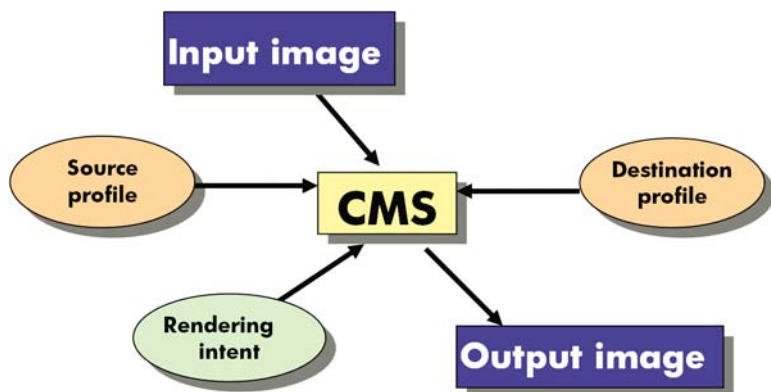 Input image
Source
profile
Destination
profile
CMS
Rendering
intent
Output image